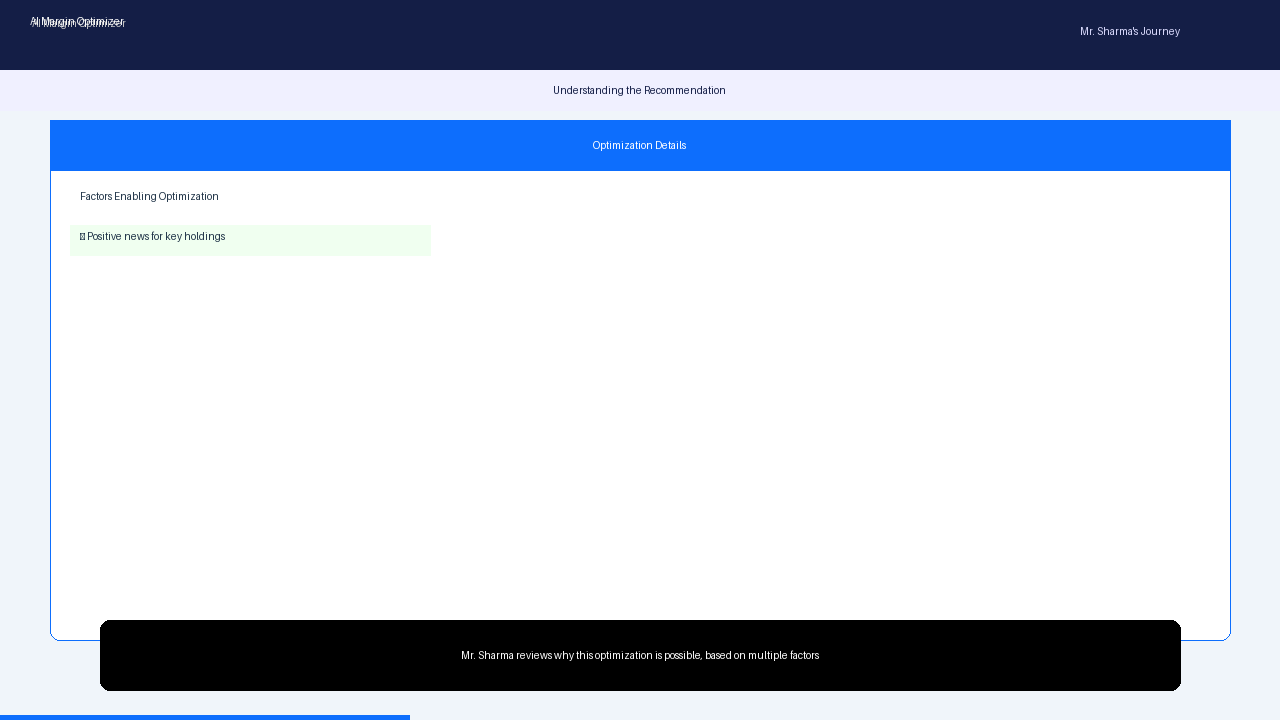 AI Margin Optimizer
Mr. Sharma's Journey
Understanding the Recommendation
Optimization Details
Factors Enabling Optimization
Positive news for key holdings
Mr. Sharma reviews why this optimization is possible, based on multiple factors